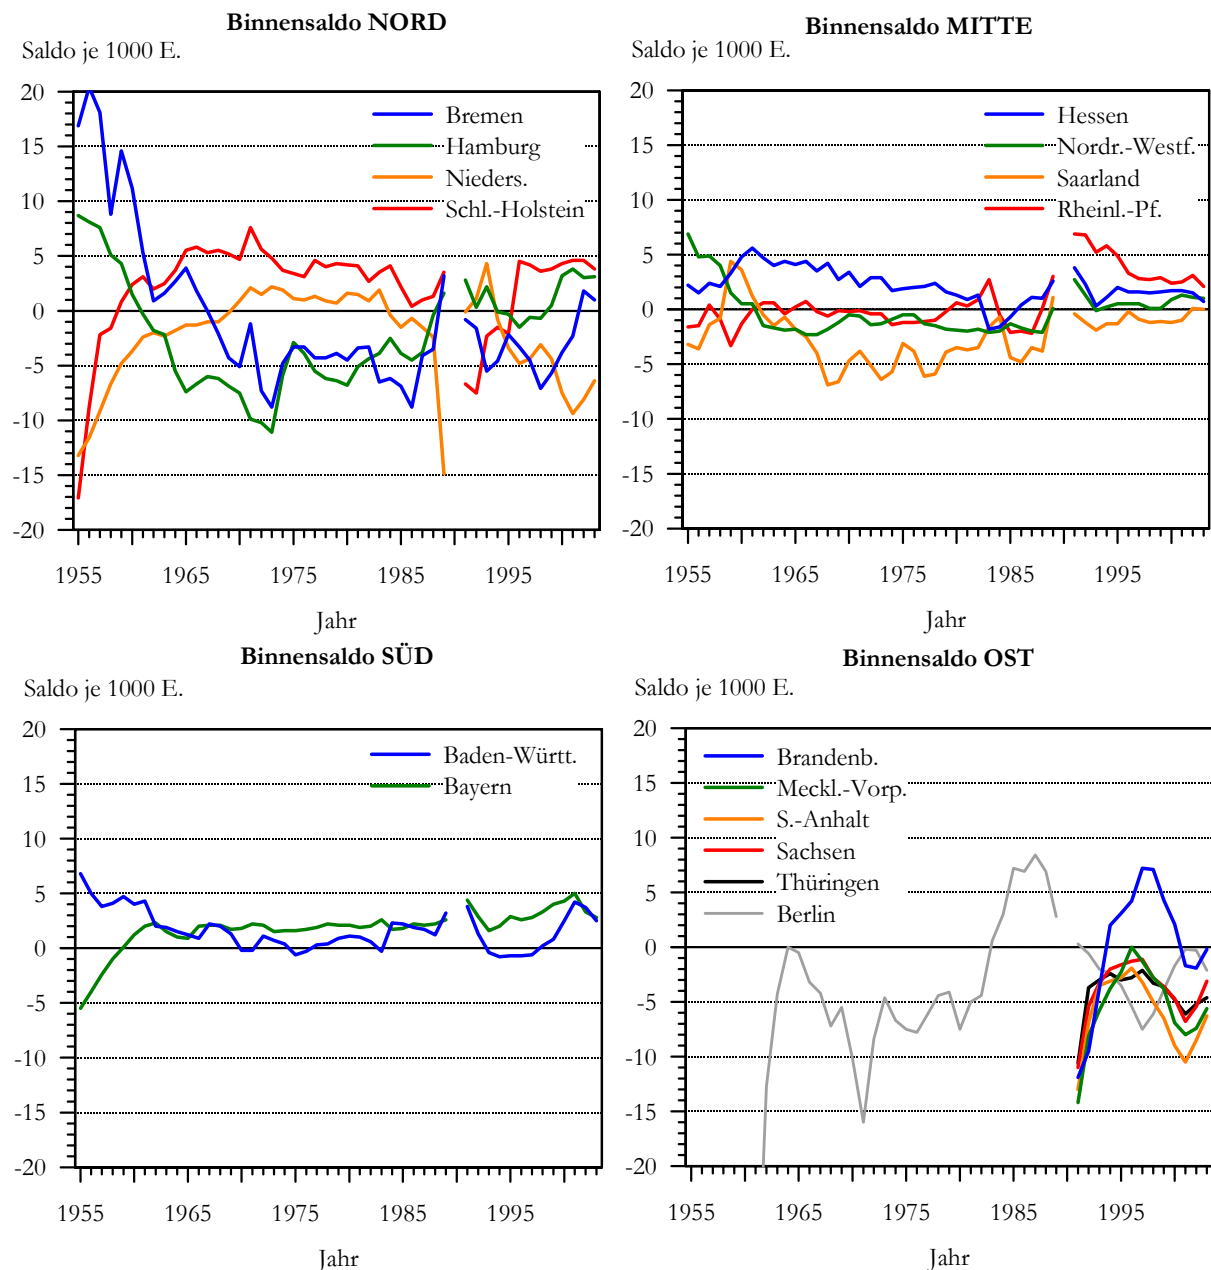 Binnensaldo NORD
Saldo je 1000 E.
20
15
10
5
0
-5
-10
-15
-20
Bremen
Hamburg
Nieders.
Schl.-Holstein
1955
1965
1975
1985
1995
Jahr
Binnensaldo MITTE
Saldo je 1000 E.
20
15
10
5
0
-5
-10
-15
-20
Hessen
Nordr.-Westf.
Saarland
Rheinl.-Pf.
1955
1965
1975
1985
1995
Jahr
Binnensaldo SÜD
Saldo je 1000 E.
20
15
10
5
0
-5
-10
-15
-20
Baden-Württ.
Bayern
1955
1965
1975
1985
1995
Jahr
Binnensaldo OST
Saldo je 1000 E.
20
15
10
5
0
-5
-10
-15
-20
Brandenb.
Meckl.-Vorp.
S.-Anhalt
Sachsen
Thüringen
Berlin
1955
1965
1975
1985
1995
Jahr